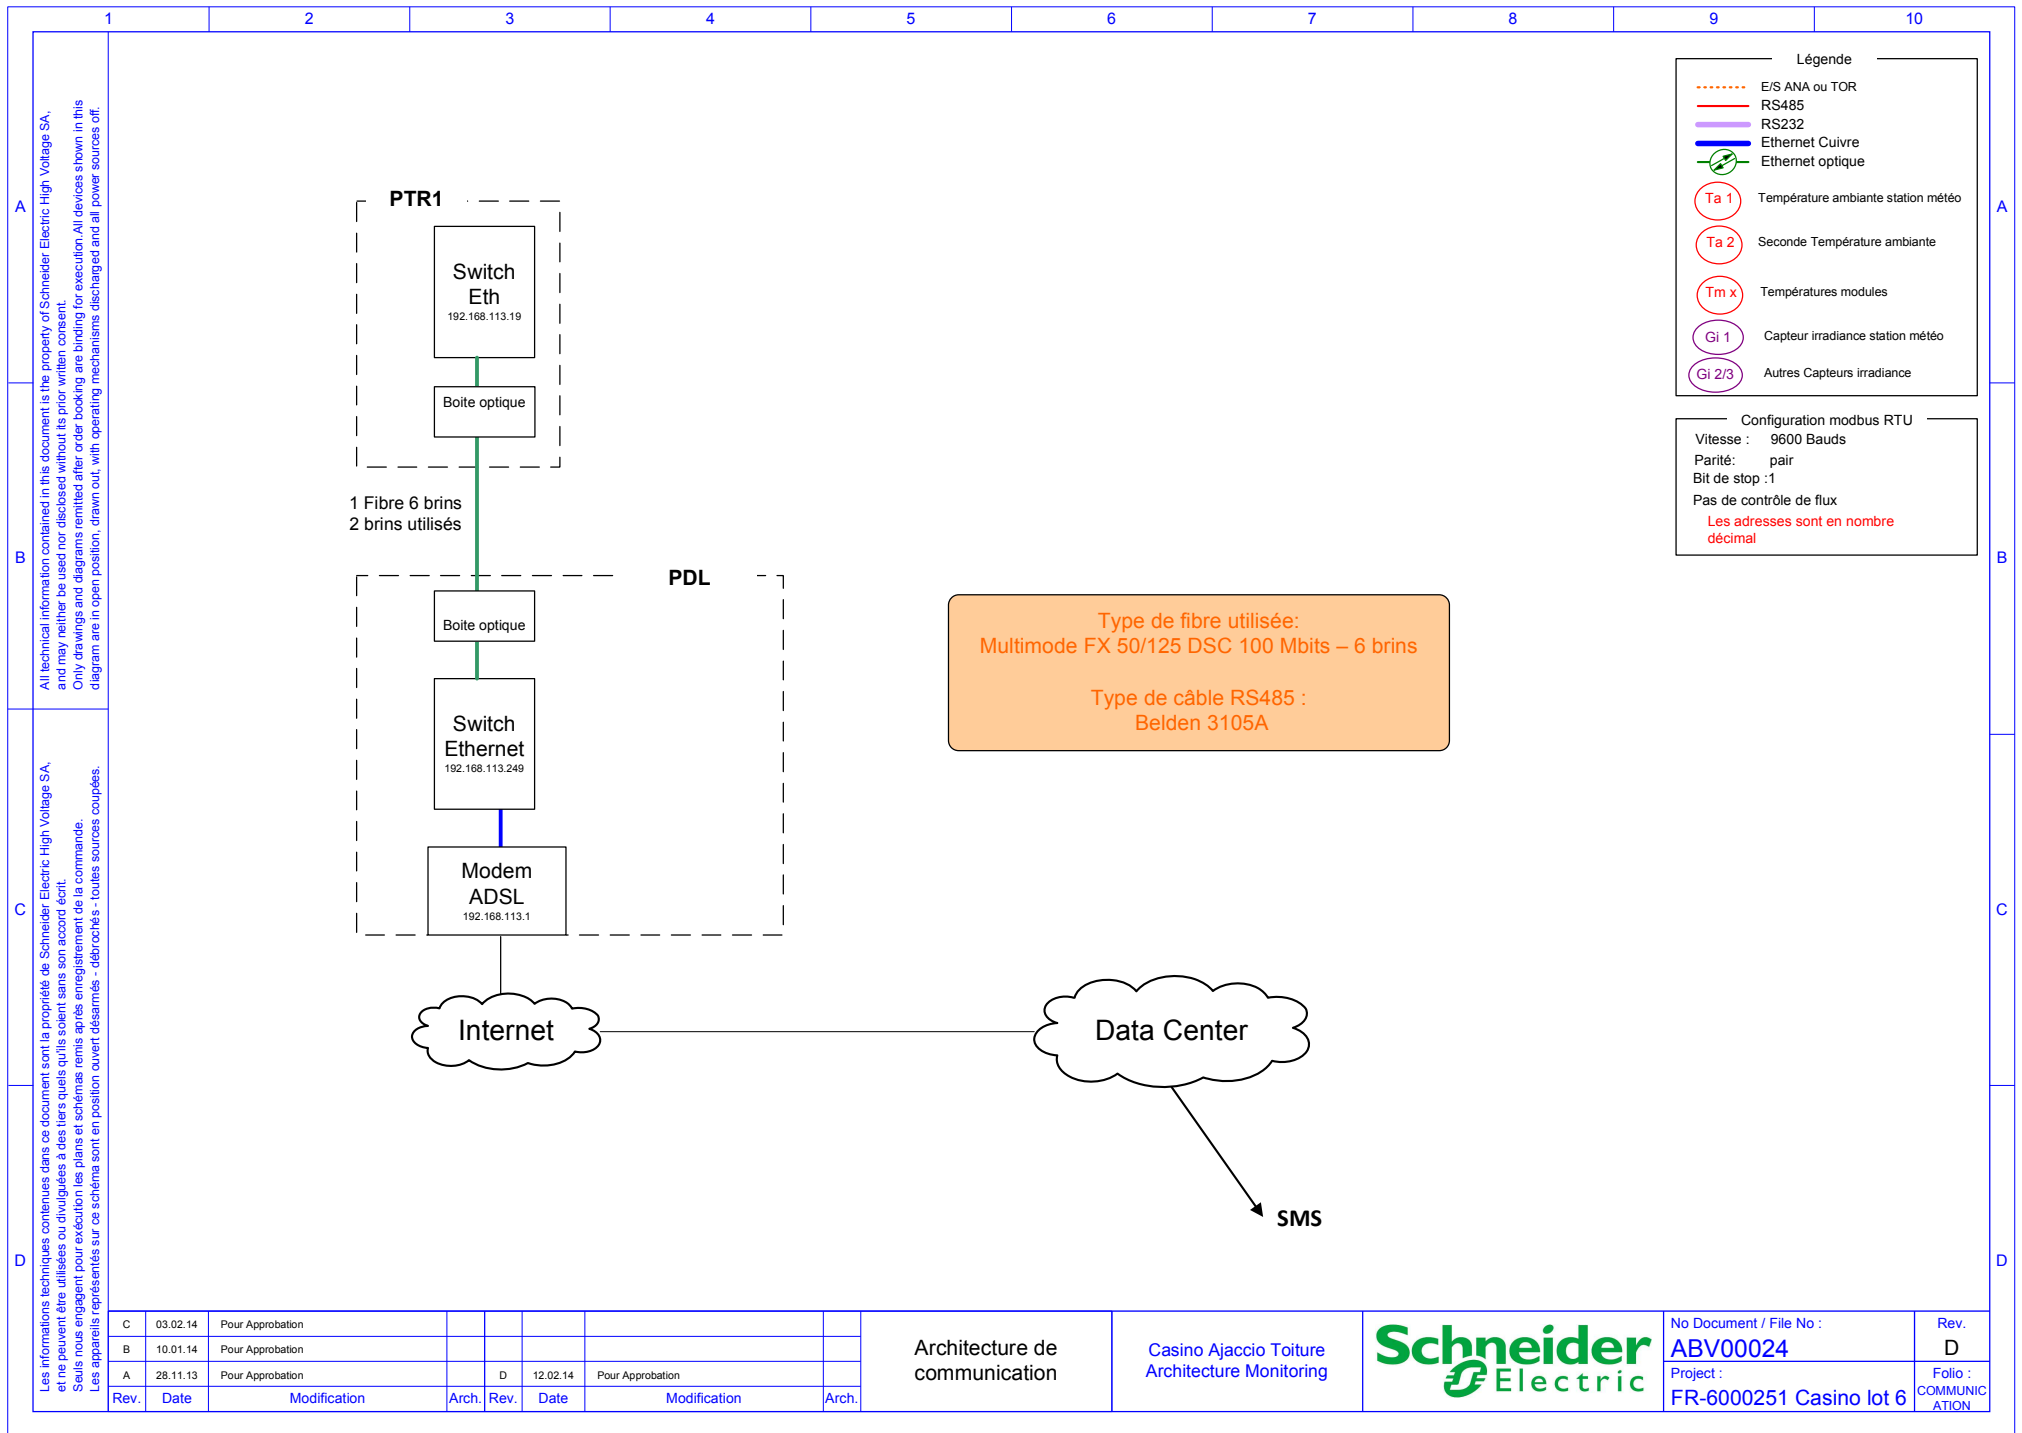 1 2 3 4 5 6 7 8 9 10
A
B
C
D
A
B
C
D
All technical information contained in this document is the property of Schneider Electric High Voltage SA,
and may neither be used nor disclosed without its prior written consent.
Only drawings and diagrams remitted after order booking are binding for execution.All devices shown in this
diagram are in open position, drawn out, with operating mechanisms discharged and all power sources off.
Les informations techniques contenues dans ce document sont la propriété de Schneider Electric High Voltage SA,
et ne peuvent être utilisées ou divulguées à des tiers quels qu'ils soient sans son accord écrit.
Seuls nous engagent pour exécution les plans et schémas remis après enregistrement de la commande.
Les appareils représentés sur ce schéma sont en position ouvert désarmés - débrochés - toutes sources coupées.
Légende
E/S ANA ou TOR
RS485
RS232
Ethernet Cuivre
Ethernet optique
Ta 1 Température ambiante station météo
Ta 2 Seconde Température ambiante
Tm x Températures modules
Gi 1 Capteur irradiance station météo
Gi 2/3 Autres Capteurs irradiance
Configuration modbus RTU
Vitesse : 9600 Bauds
Parité: pair
Bit de stop :1
Pas de contrôle de flux
Les adresses sont en nombre
décimal
PTR1
Switch
Eth
192.168.113.19
Boite optique
1 Fibre 6 brins
2 brins utilisés
PDL
Boite optique
Switch
Ethernet
192.168.113.249
Modem
ADSL
192.168.113.1
Type de fibre utilisée:
Multimode FX 50/125 DSC 100 Mbits – 6 brins
Type de câble RS485 :
Belden 3105A
Internet
Data Center
SMS
C 03.02.14 Pour Approbation
B 10.01.14 Pour Approbation
A 28.11.13 Pour Approbation D 12.02.14 Pour Approbation
Rev. Date Modification Arch. Rev. Date Modification Arch.
Architecture de
communication
Casino Ajaccio Toiture
Architecture Monitoring
Schneider
Electric
No Document / File No :
ABV00024
Project :
FR-6000251 Casino lot 6
Rev.
D
Folio :
COMMUNIC
ATION